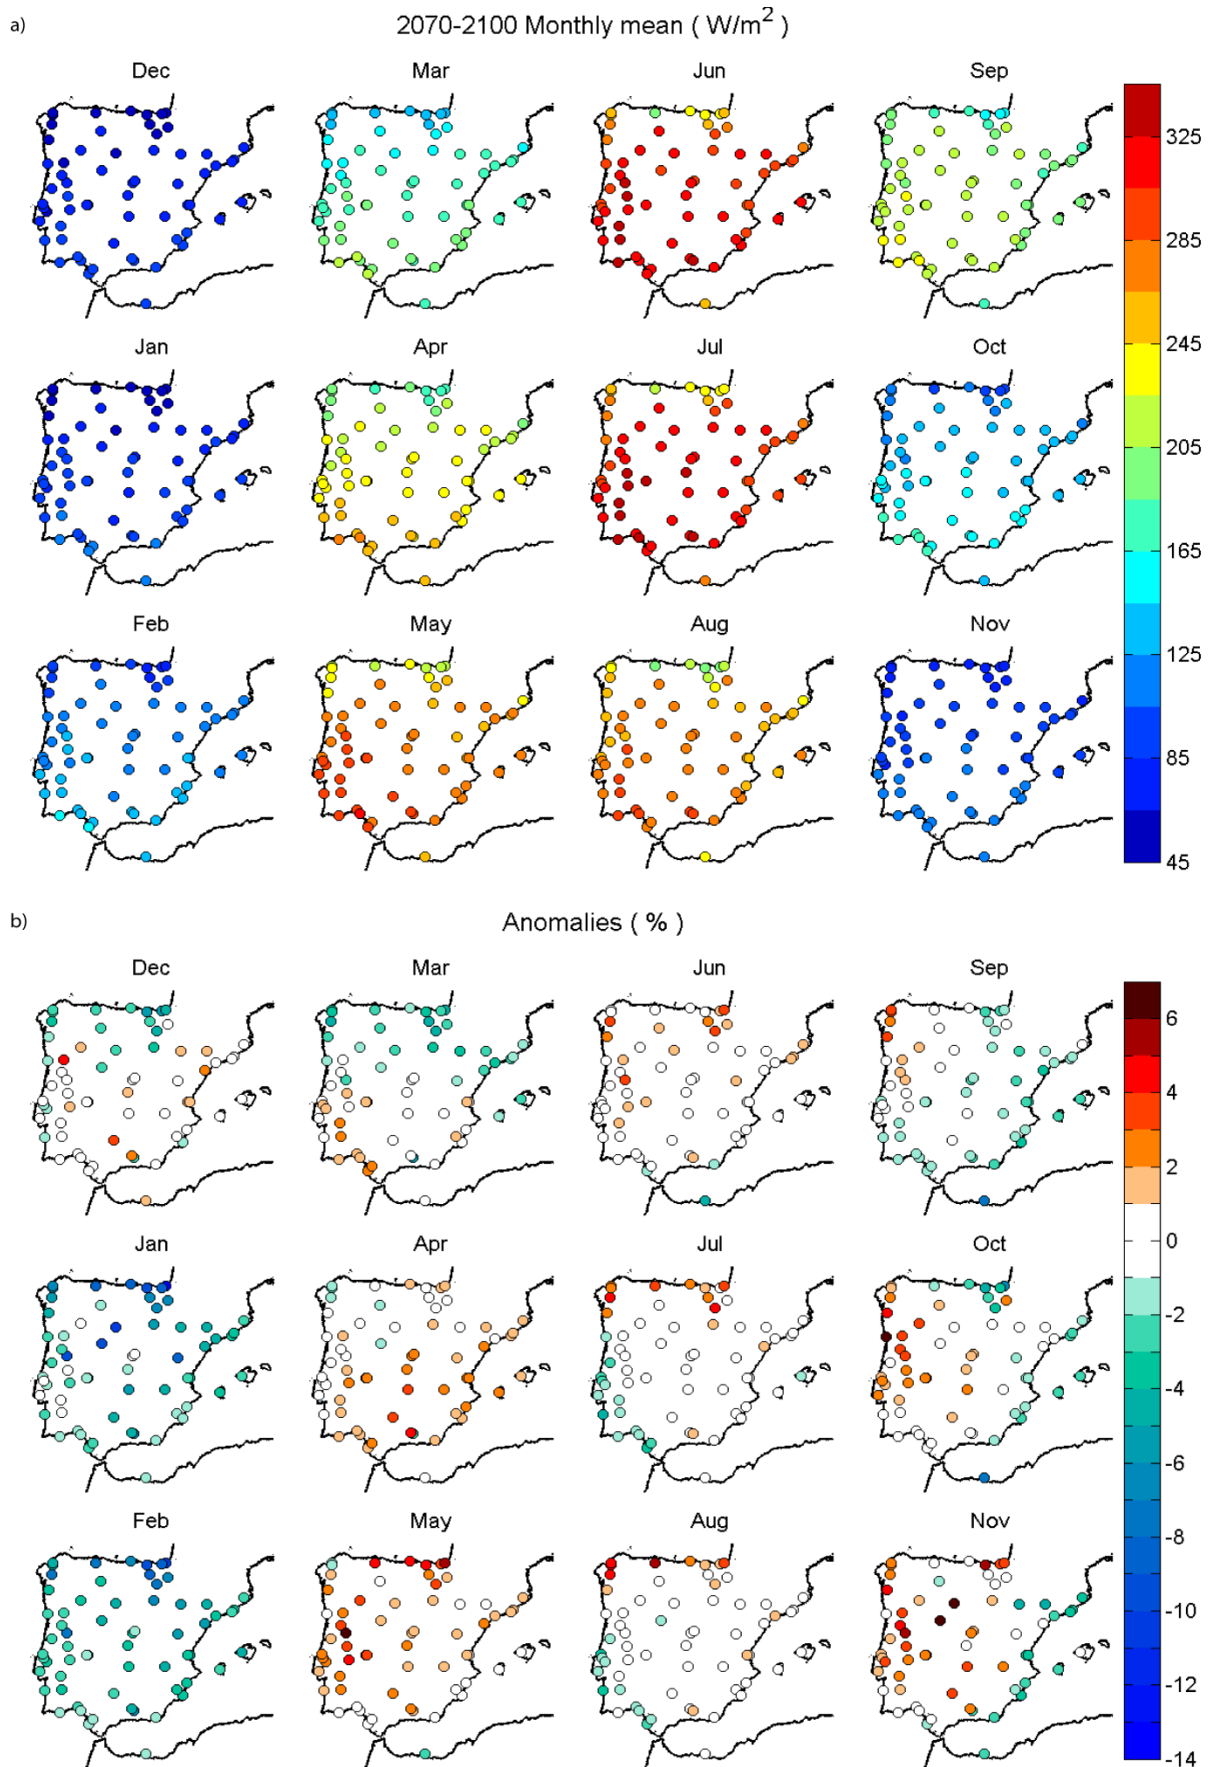 a)
2070-2100 Monthly mean ( W/m² )
Dec Mar Jun Sep
325
285
Jan Apr Jul Oct
245
205
165
Feb May Aug Nov
125
85
45
b)
Anomalies ( % )
Dec Mar Jun Sep
6
4
2
0
Jan Apr Jul Oct
-2
-4
-6
Feb May Aug Nov
-8
-10
-12
-14